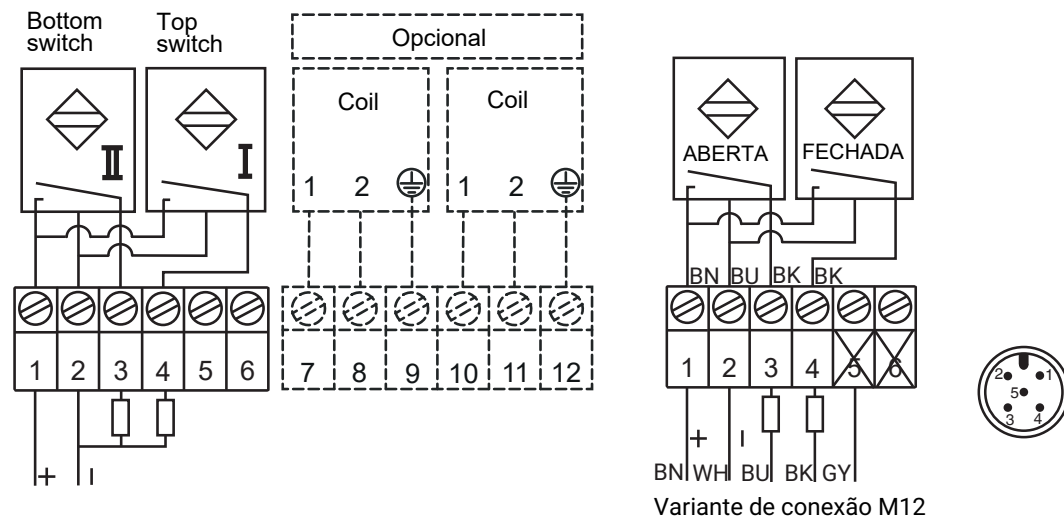 Bottom
switch
Top
switch
Opcional
II
I
Coil
1 2
Coil
1 2
1 2 3 4 5 6
7 8 9 10 11 12
+ −
ABERTA
FECHADA
BN BU BK BK
1 2 3 4 5 6
+ −
BN WH BU BK GY
Variante de conexão M12
2 1
5
3 4